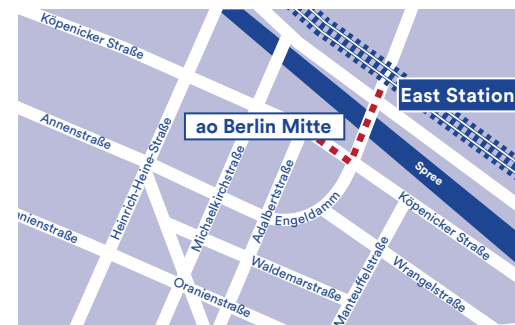 Köpenicker Straße
East Station
ao Berlin Mitte
Annenstraße
Heinrich-Heine-Straße
Michaelkirchstraße
Adalbertstraße
Spree
Engeldamm
Köpenicker Straße
anienstraße
Waldemarstraße
Wrangelstraße
Manteuffelstraße
Oranienstraße